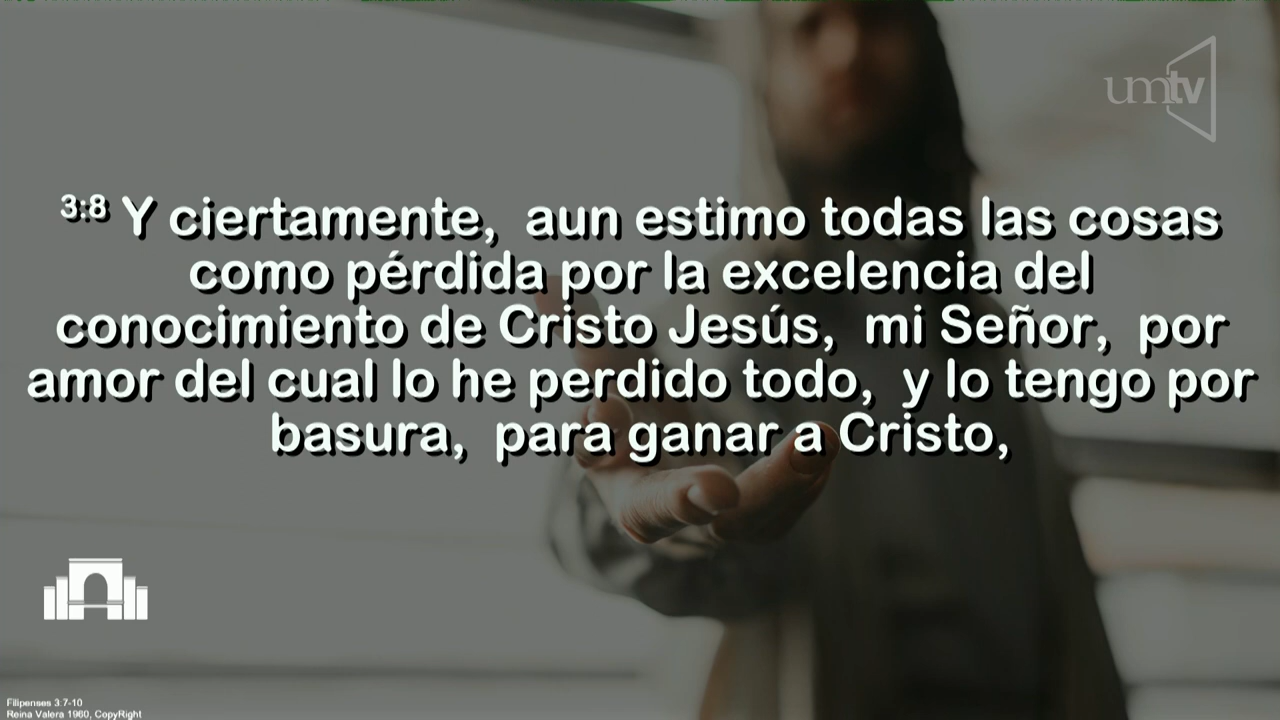 umtv
3:8 Y ciertamente, aun estimo todas las cosas
como pérdida por la excelencia del
conocimiento de Cristo Jesús, mi Señor, por
amor del cual lo he perdido todo, y lo tengo por
basura, para ganar a Cristo,
Filipenses 3.7-10
Reina Valera 1960, CopyRight